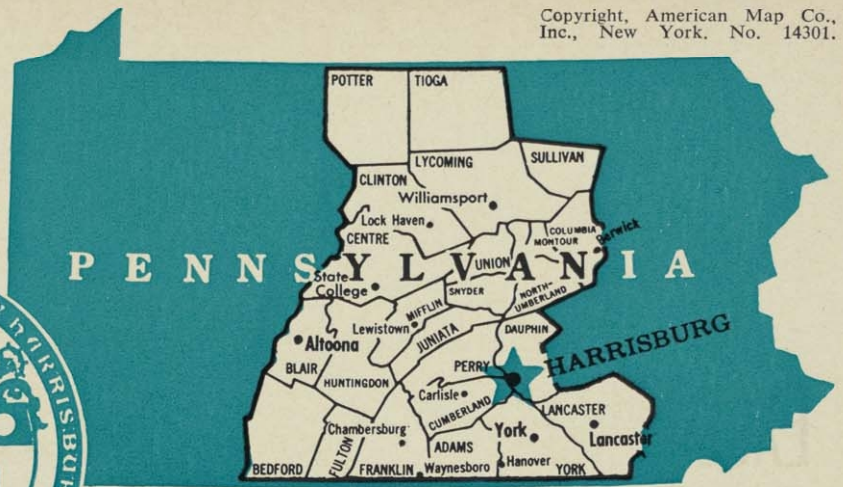 Copyright, American Map Co.,
Inc., New York. No. 14301.
POTTER
TIOGA
LYCOMING
SULLIVAN
CLINTON
Williamsport
Lock Haven
CENTRE
COLUMBIA
MONTOUR
Berwick
PENNSYLVANIA
UNION
State
College
SNYDER
NORTH-
UMBERLAND
MIFFLIN
Lewistown
JUNIATA
DAUPHIN
Altoona
HARRISBURG
PERRY
BLAIR
HUNTINGDON
Carlisle
CUMBERLAND
LANCASTER
Chambersburg
York
Lancaster
ADAMS
BEDFORD
FULTON
FRANKLIN
Waynesboro
Hanover
YORK
HARRISBU